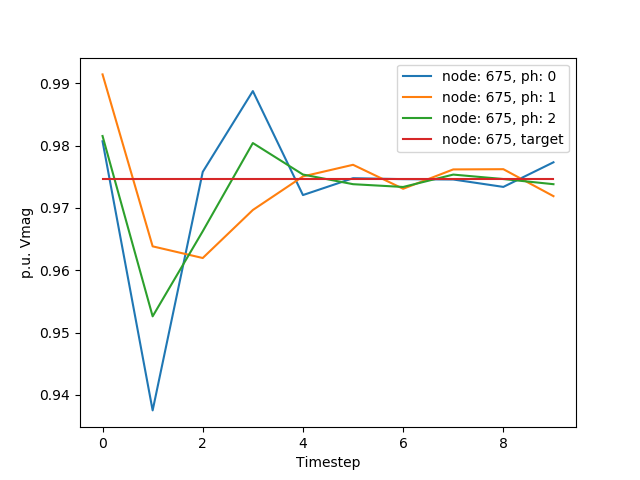 0.99
0.98
0.97
0.96
0.95
0.94
p.u. Vmag
0 2 4 6 8
Timestep
node: 675, ph: 0
node: 675, ph: 1
node: 675, ph: 2
node: 675, target